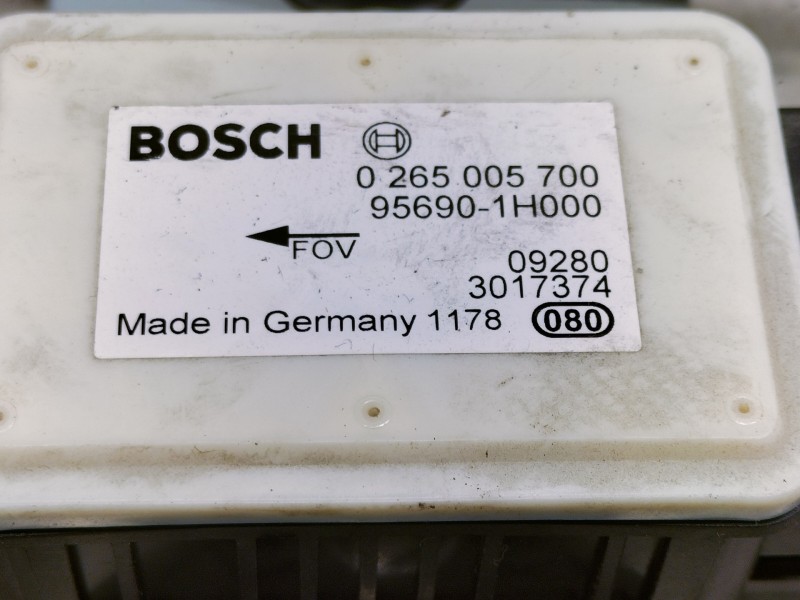 BOSCH
0 265 005 700
95690-1H000
FOV
09280
3017374
Made in Germany 1178 080